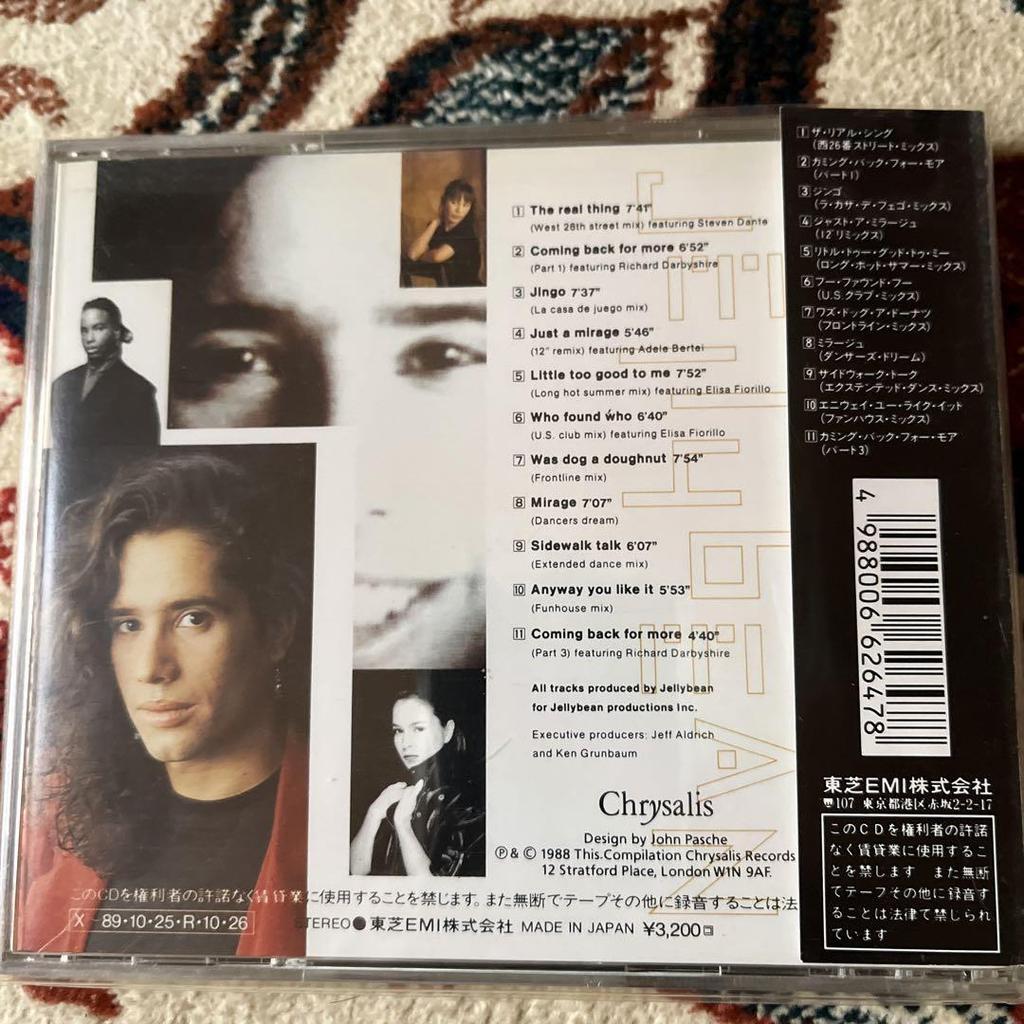 1 The real thing 7'41"
(West 26th street mix) featuring Steven Dante
2 Coming back for more 6'52"
(Part 1) featuring Richard Darbyshire
3 Jingo 7'37"
(La casa de juego mix)
4 Just a mirage 5'46"
(12" remix) featuring Adele Bertei
5 Little too good to me 7'52"
(Long hot summer mix) featuring Elisa Fiorillo
6 Who found who 6'40"
(U.S. club mix) featuring Elisa Fiorillo
7 Was dog a doughnut 7'54"
(Frontline mix)
8 Mirage 7'07"
(Dancers dream)
9 Sidewalk talk 6'07"
(Extended dance mix)
10 Anyway you like it 5'53"
(Funhouse mix)
11 Coming back for more 4'40"
(Part 3) featuring Richard Darbyshire
All tracks produced by Jellybean
for Jellybean productions Inc.
Executive producers: Jeff Aldrich
and Ken Grunbaum
Chrysalis
Design by John Pasche
Ⓟ & © 1988 This Compilation Chrysalis Records
12 Stratford Place, London W1N 9AF.
このCDを権利者の許諾なく賃貸業に使用することを禁じます。また無断でテープその他に録音することは法
X -89・10・25・R・10・26
STEREO● 東芝EMI株式会社 MADE IN JAPAN ¥3,200
1 ザ・リアル・シング
(西26番ストリート・ミックス)
2 カミング・バック・フォー・モア
(パート1)
3 ジンゴ
(ラ・カサ・デ・フェゴ・ミックス)
4 ジャスト・ア・ミラージュ
(12"リミックス)
5 リトル・トゥー・グッド・トゥ・ミー
(ロング・ホット・サマー・ミックス)
6 フー・ファウンド・フー
(U.S.クラブ・ミックス)
7 ワズ・ドッグ・ア・ドーナツ
(フロントライン・ミックス)
8 ミラージュ
(ダンサーズ・ドリーム)
9 サイドウォーク・トーク
(エクステンテッド・ダンス・ミックス)
10 エニウェイ・ユー・ライク・イット
(ファンハウス・ミックス)
11 カミング・バック・フォー・モア
(パート3)
4 988006 626478
東芝EMI株式会社
〒107 東京都港区赤坂2-2-17
このCDを権利者の許諾
なく賃貸業に使用するこ
とを禁じます また無断
でテープその他に録音す
ることは法律で禁じられ
ています